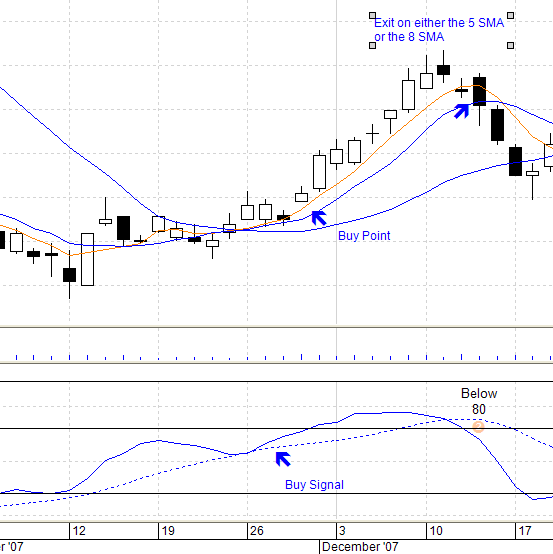 Exit on either the 5 SMA
or the 8 SMA
Buy Point
Below
80
Buy Signal
12 19 26 3 10 17
r '07 December '07